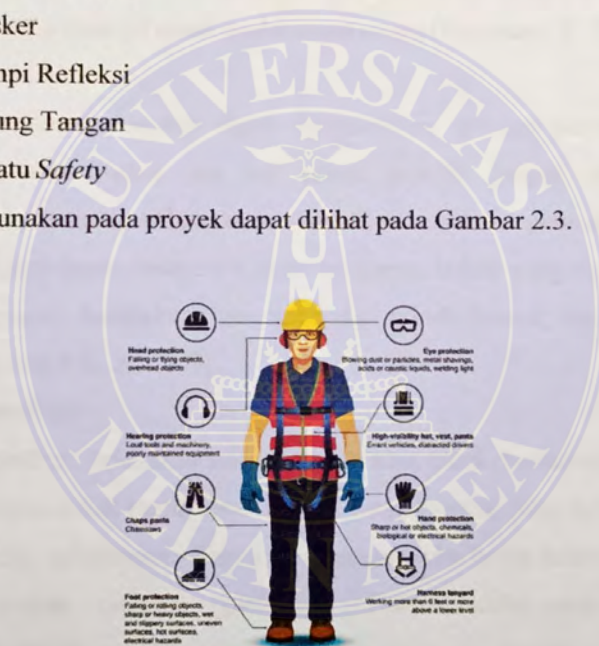 sker
npi Refleksi
ung Tangan
atu Safety
gunakan pada proyek dapat dilihat pada Gambar 2.3.
UNIVERSITAS
UM
MEDAN AREA
Head protection
Falling or flying objects,
overhead objects
Eye protection
Blowing dust or particles, metal shavings,
acids or caustic liquids, welding light
Hearing protection
Loud tools and machinery,
poorly maintained equipment
High-visibility hat, vest, pants
Errant vehicles, distracted drivers
Chaps pants
Chainsaws
Hand protection
Sharp or hot objects, chemicals,
biological or electrical hazards
Foot protection
Falling or rolling objects,
sharp or heavy objects, wet
and slippery surfaces, uneven
surfaces, hot surfaces,
electrical hazards
Harness lanyard
Working more than 6 feet or more
above a lower level